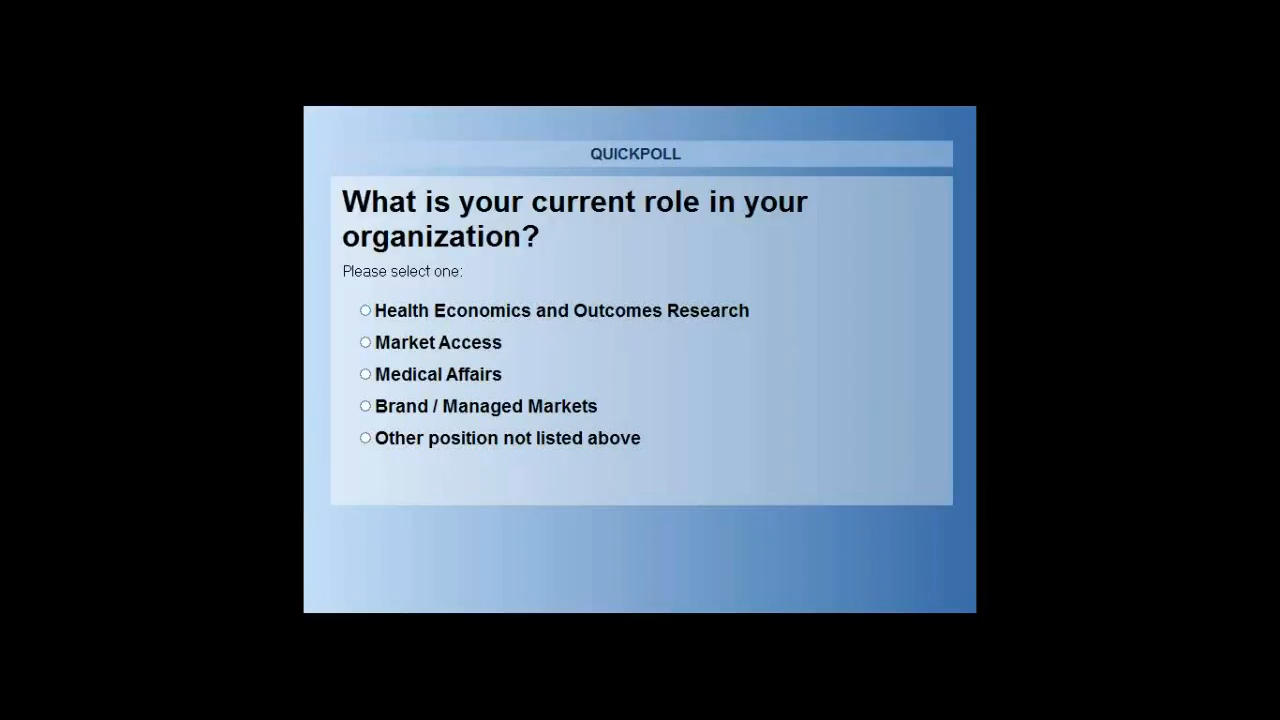 QUICKPOLL
What is your current role in your
organization?
Please select one:
Health Economics and Outcomes Research
Market Access
Medical Affairs
Brand / Managed Markets
Other position not listed above